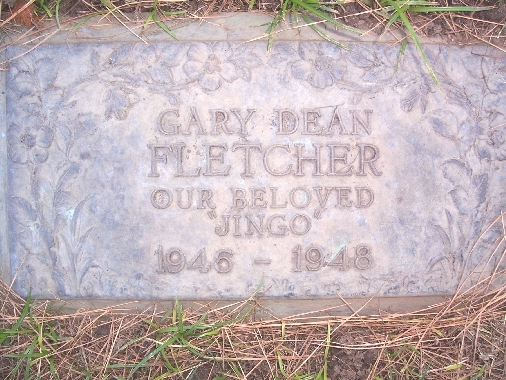 GARY DEAN
FLETCHER
OUR BELOVED
"JINGO"
1946 - 1948